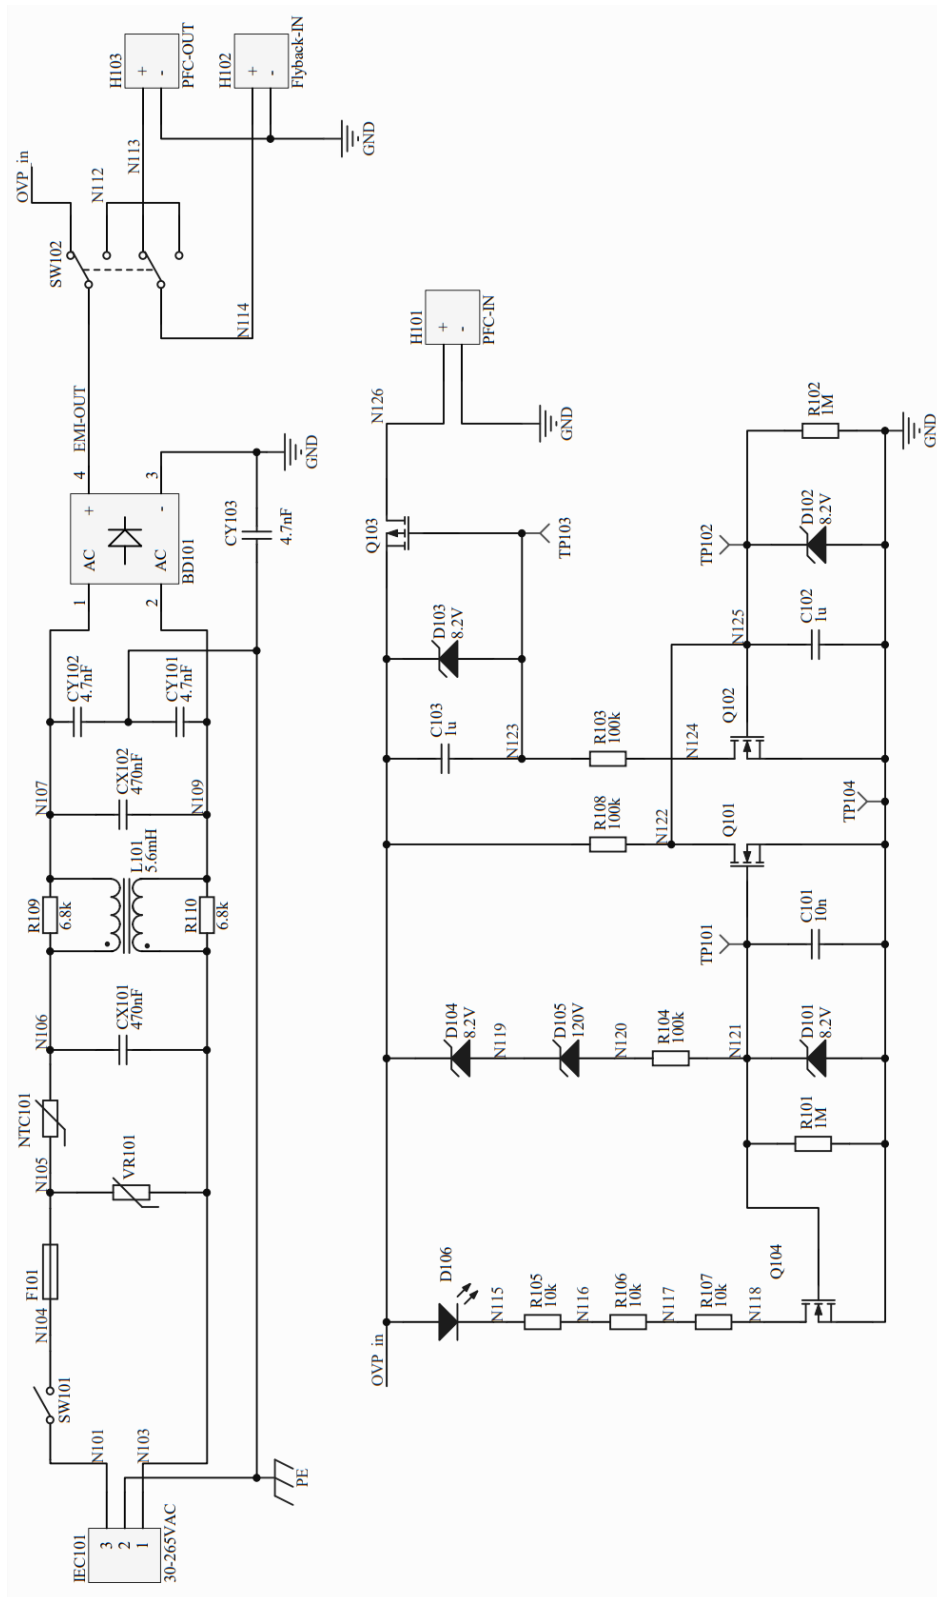 IEC101
3
2
1
30-265VAC
N101
N103
PE
SW101
N104
F101
N105
VR101
NTC101
N106
CX101
470nF
R109
6.8k
L101
5.6mH
R110
6.8k
N107
CX102
470nF
N109
CY102
4.7nF
CY101
4.7nF
1
2
AC
AC
+
-
BD101
4
3
CY103
4.7nF
GND
EMI-OUT
SW102
OVP_in
N112
N113
N114
H103
+
-
PFC-OUT
H102
+
-
Flyback-IN
GND
OVP_in
D106
N115
R105
10k
N116
R106
10k
N117
R107
10k
N118
Q104
R101
1M
D104
8.2V
N119
D105
120V
N120
R104
100k
N121
D101
8.2V
TP101
C101
10n
R108
100k
N122
Q101
TP104
C103
1u
N123
R103
100k
N124
Q102
D103
8.2V
N125
C102
1u
Q103
TP103
TP102
D102
8.2V
N126
H101
+
-
PFC-IN
GND
R102
1M
GND